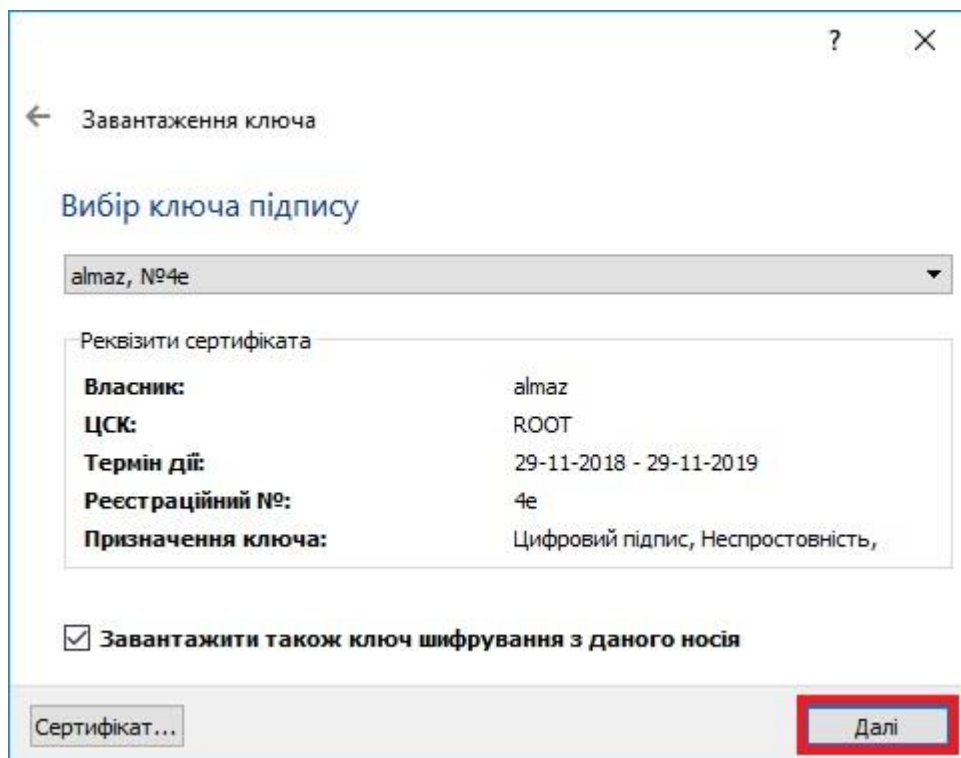 ?
Завантаження ключа
Вибір ключа підпису
almaz, №4e
Реквізити сертифіката
Власник: almaz
ЦСК: ROOT
Термін дії: 29-11-2018 - 29-11-2019
Реєстраційний №: 4e
Призначення ключа: Цифровий підпис, Неспростовність,
Завантажити також ключ шифрування з даного носія
Сертифікат... Далі